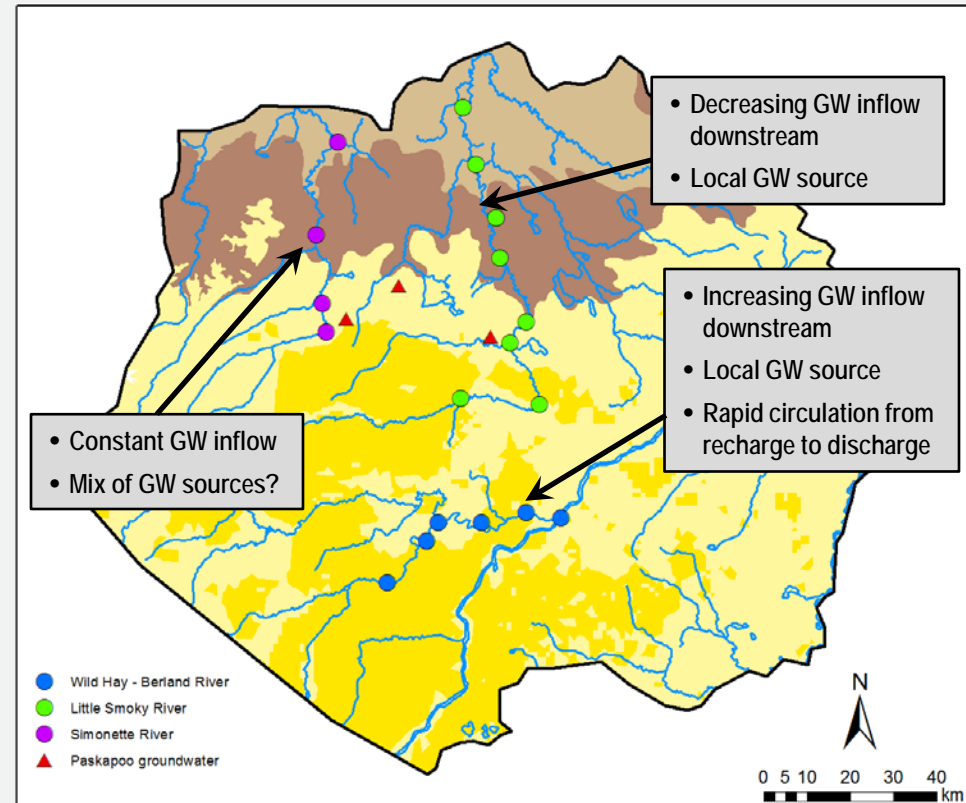 • Decreasing GW inflow
downstream
• Local GW source
• Increasing GW inflow
downstream
• Local GW source
• Rapid circulation from
recharge to discharge
• Constant GW inflow
• Mix of GW sources?
Wild Hay - Berland River
Little Smoky River
Simonette River
Paskapoo groundwater
N
0 5 10 20 30 40
km